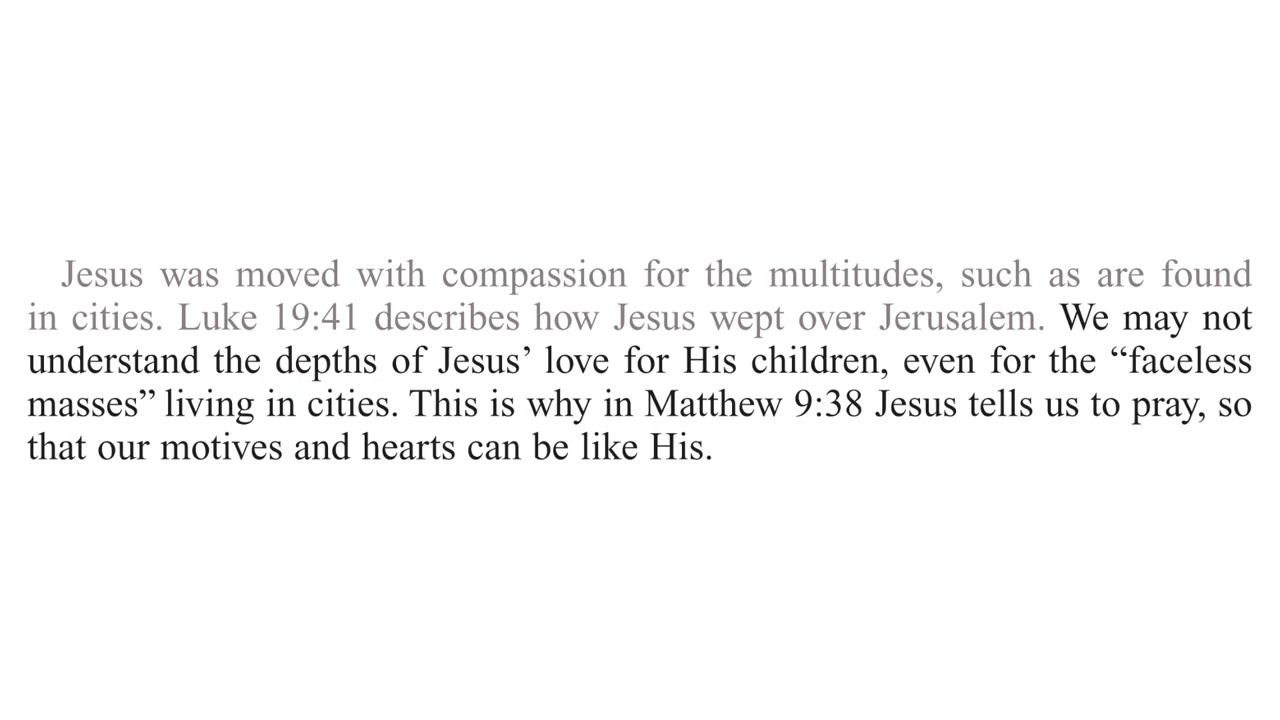 Jesus was moved with compassion for the multitudes, such as are found
in cities. Luke 19:41 describes how Jesus wept over Jerusalem. We may not
understand the depths of Jesus’ love for His children, even for the “faceless
masses” living in cities. This is why in Matthew 9:38 Jesus tells us to pray, so
that our motives and hearts can be like His.